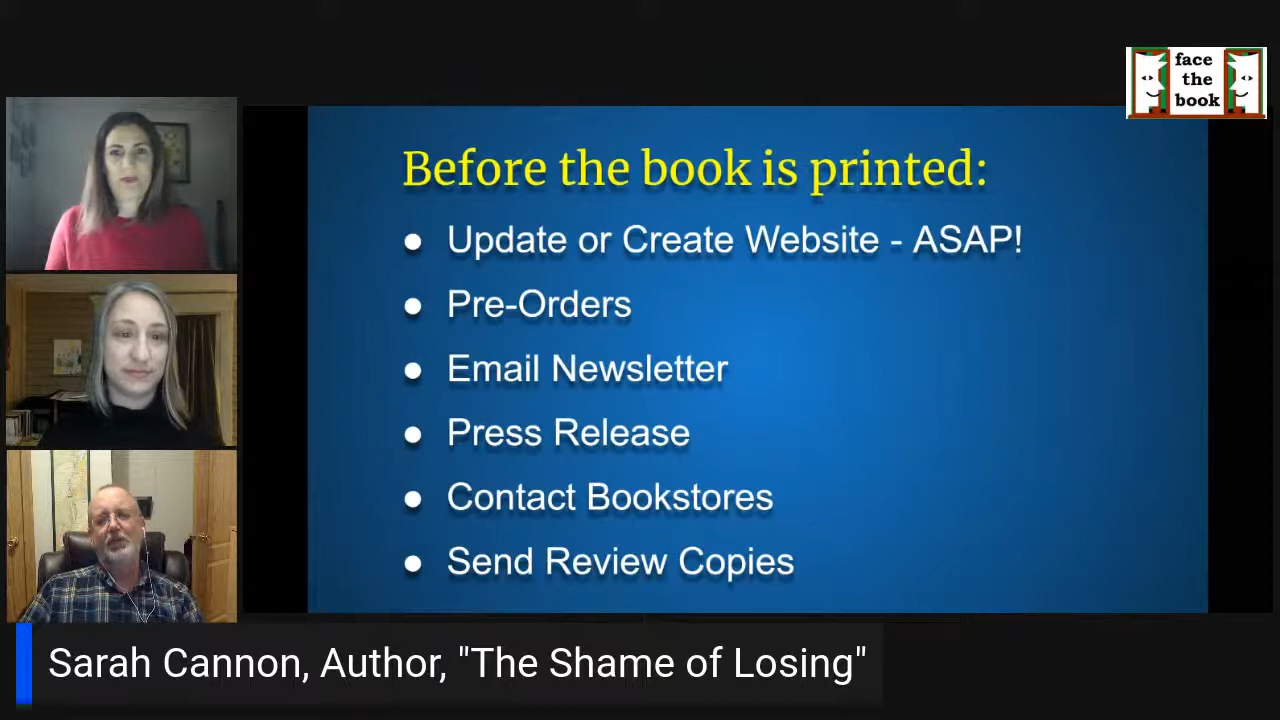 face
the
book
Before the book is printed:
● Update or Create Website - ASAP!
● Pre-Orders
● Email Newsletter
● Press Release
● Contact Bookstores
● Send Review Copies
Sarah Cannon, Author, "The Shame of Losing"